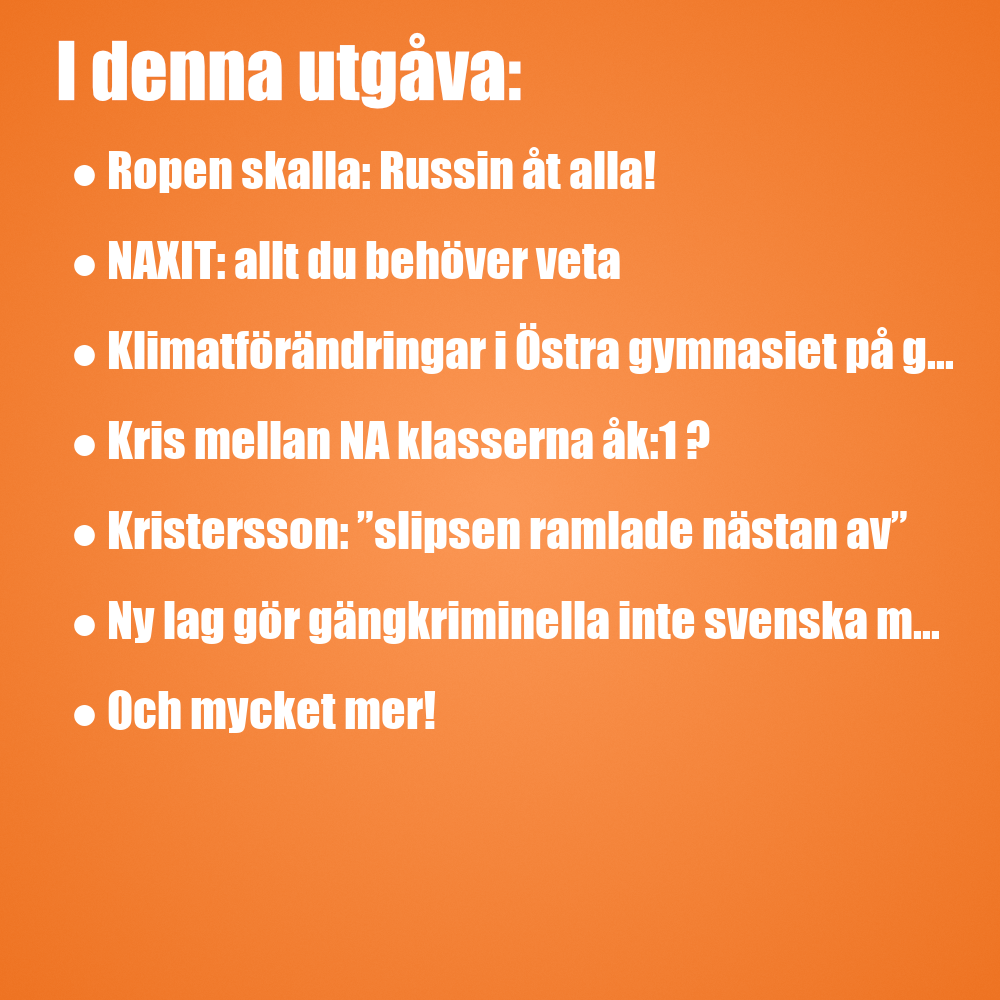 I denna utgåva:
• Ropen skalla: Russin åt alla!
• NAXIT: allt du behöver veta
• Klimatförändringar i Östra gymnasiet på g...
• Kris mellan NA klasserna åk:1 ?
• Kristersson: ”slipsen ramlade nästan av”
• Ny lag gör gängkriminella inte svenska m...
• Och mycket mer!